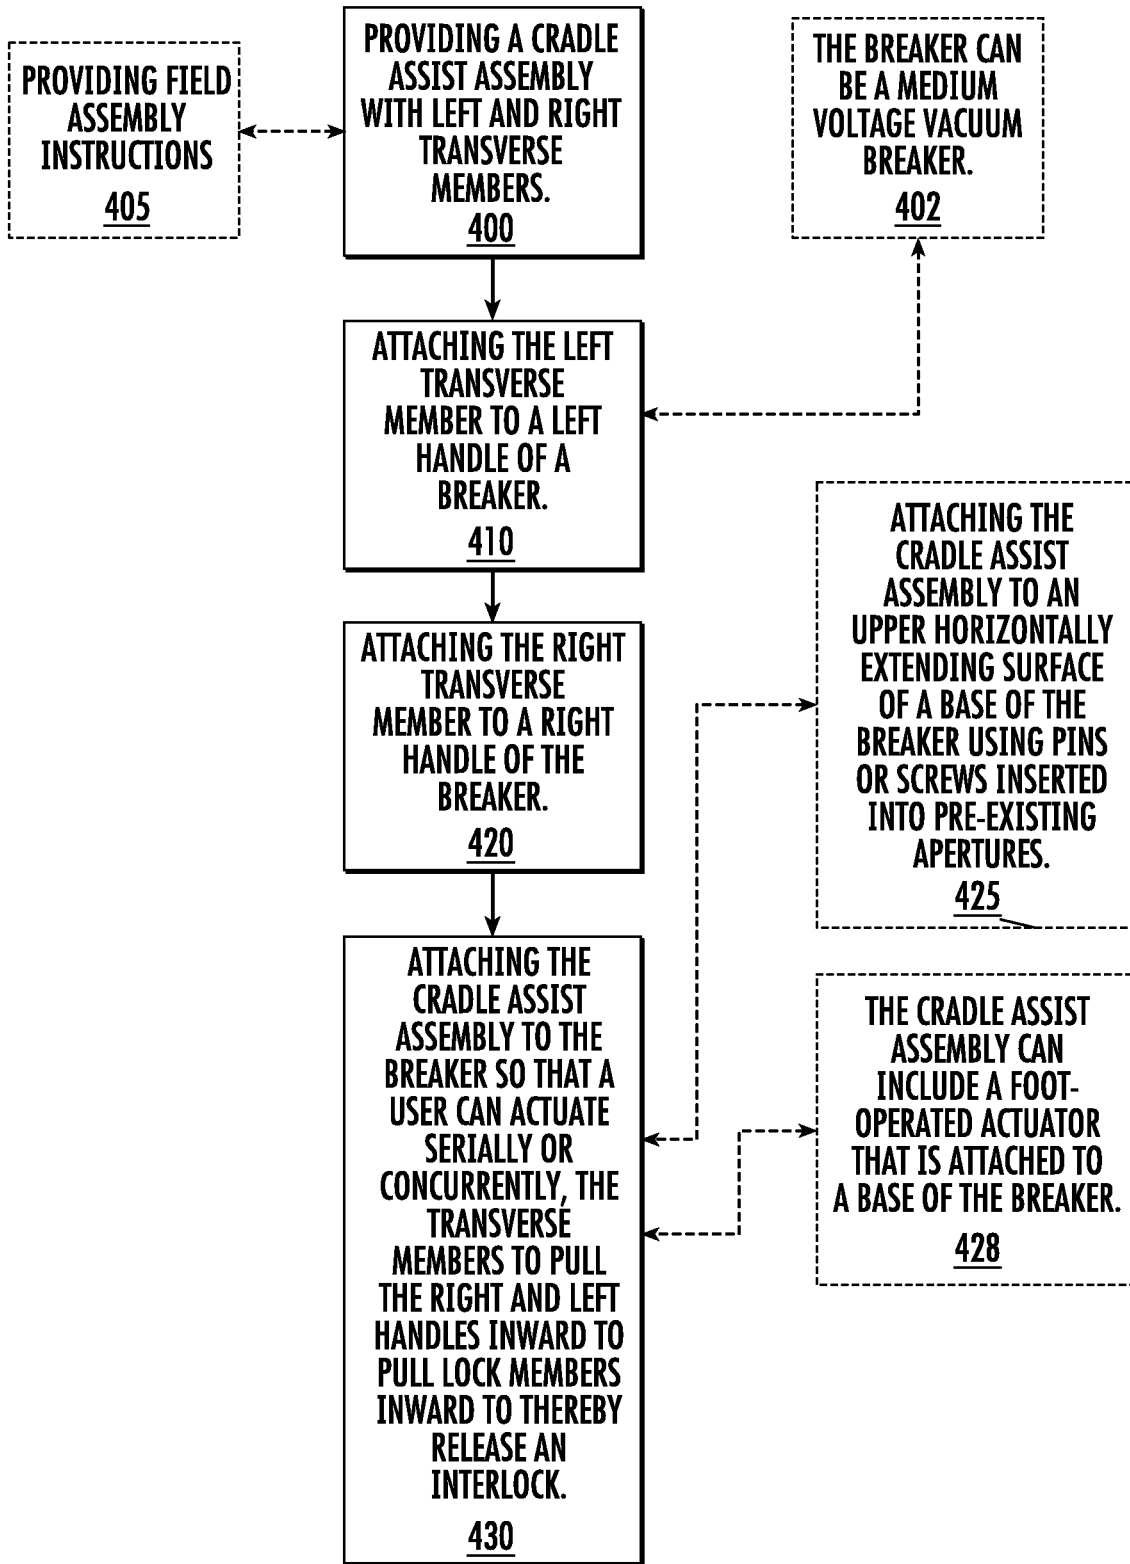 PROVIDING FIELD
ASSEMBLY
INSTRUCTIONS
405
PROVIDING A CRADLE
ASSIST ASSEMBLY
WITH LEFT AND RIGHT
TRANSVERSE
MEMBERS.
400
THE BREAKER CAN
BE A MEDIUM
VOLTAGE VACUUM
BREAKER.
402
ATTACHING THE LEFT
TRANSVERSE
MEMBER TO A LEFT
HANDLE OF A
BREAKER.
410
ATTACHING THE RIGHT
TRANSVERSE
MEMBER TO A RIGHT
HANDLE OF THE
BREAKER.
420
ATTACHING THE
CRADLE ASSIST
ASSEMBLY TO AN
UPPER HORIZONTALLY
EXTENDING SURFACE
OF A BASE OF THE
BREAKER USING PINS
OR SCREWS INSERTED
INTO PRE-EXISTING
APERTURES.
425
ATTACHING THE
CRADLE ASSIST
ASSEMBLY TO THE
BREAKER SO THAT A
USER CAN ACTUATE
SERIALLY OR
CONCURRENTLY, THE
TRANSVERSE
MEMBERS TO PULL
THE RIGHT AND LEFT
HANDLES INWARD TO
PULL LOCK MEMBERS
INWARD TO THEREBY
RELEASE AN
INTERLOCK.
430
THE CRADLE ASSIST
ASSEMBLY CAN
INCLUDE A FOOT-
OPERATED ACTUATOR
THAT IS ATTACHED TO
A BASE OF THE BREAKER.
428